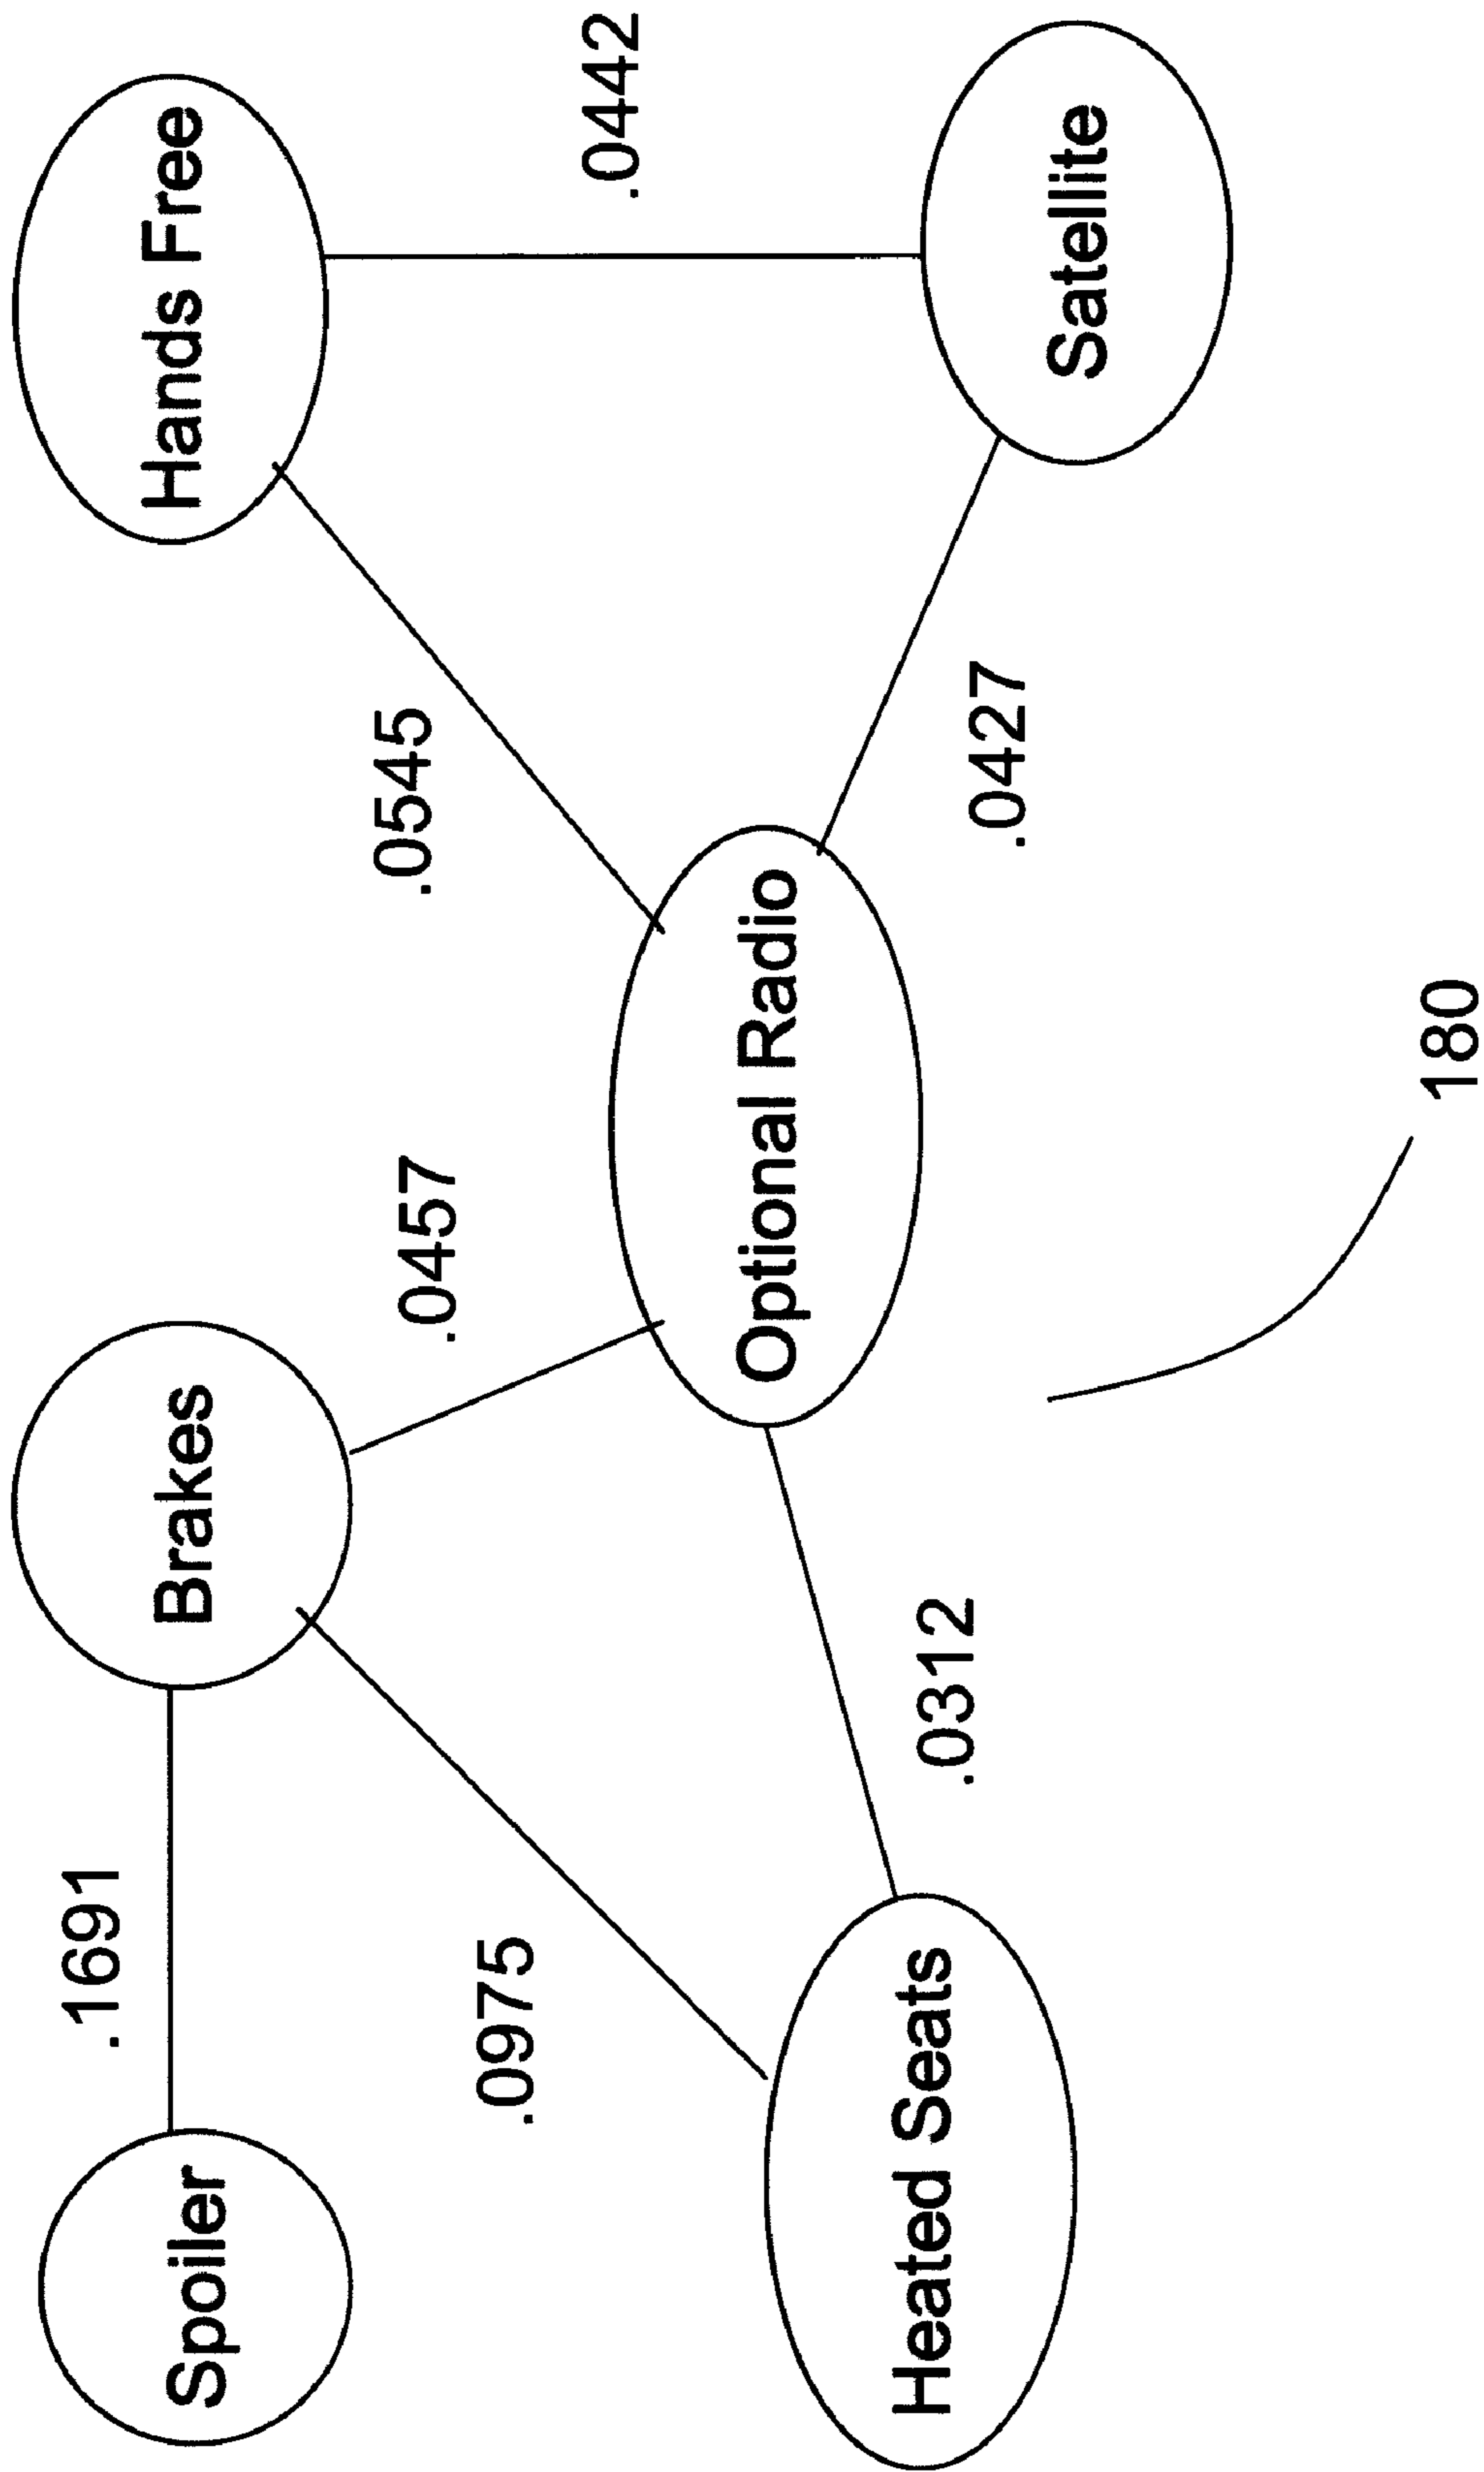 Spoiler
.1691
Brakes
Hands Free
.0975
.0457
.0545
.0442
Heated Seats
.0312
Optional Radio
.0427
Satellite
180